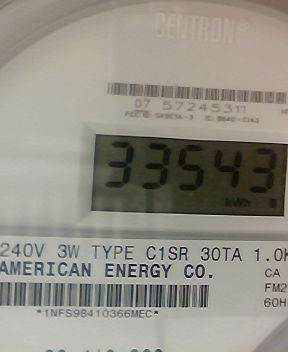 CENTRON®
07 57245311
33543
kWh
240V 3W TYPE C1SR 30TA 1.0K
AMERICAN ENERGY CO.
CA
FM2
60H
*1NFS98410366MEC*